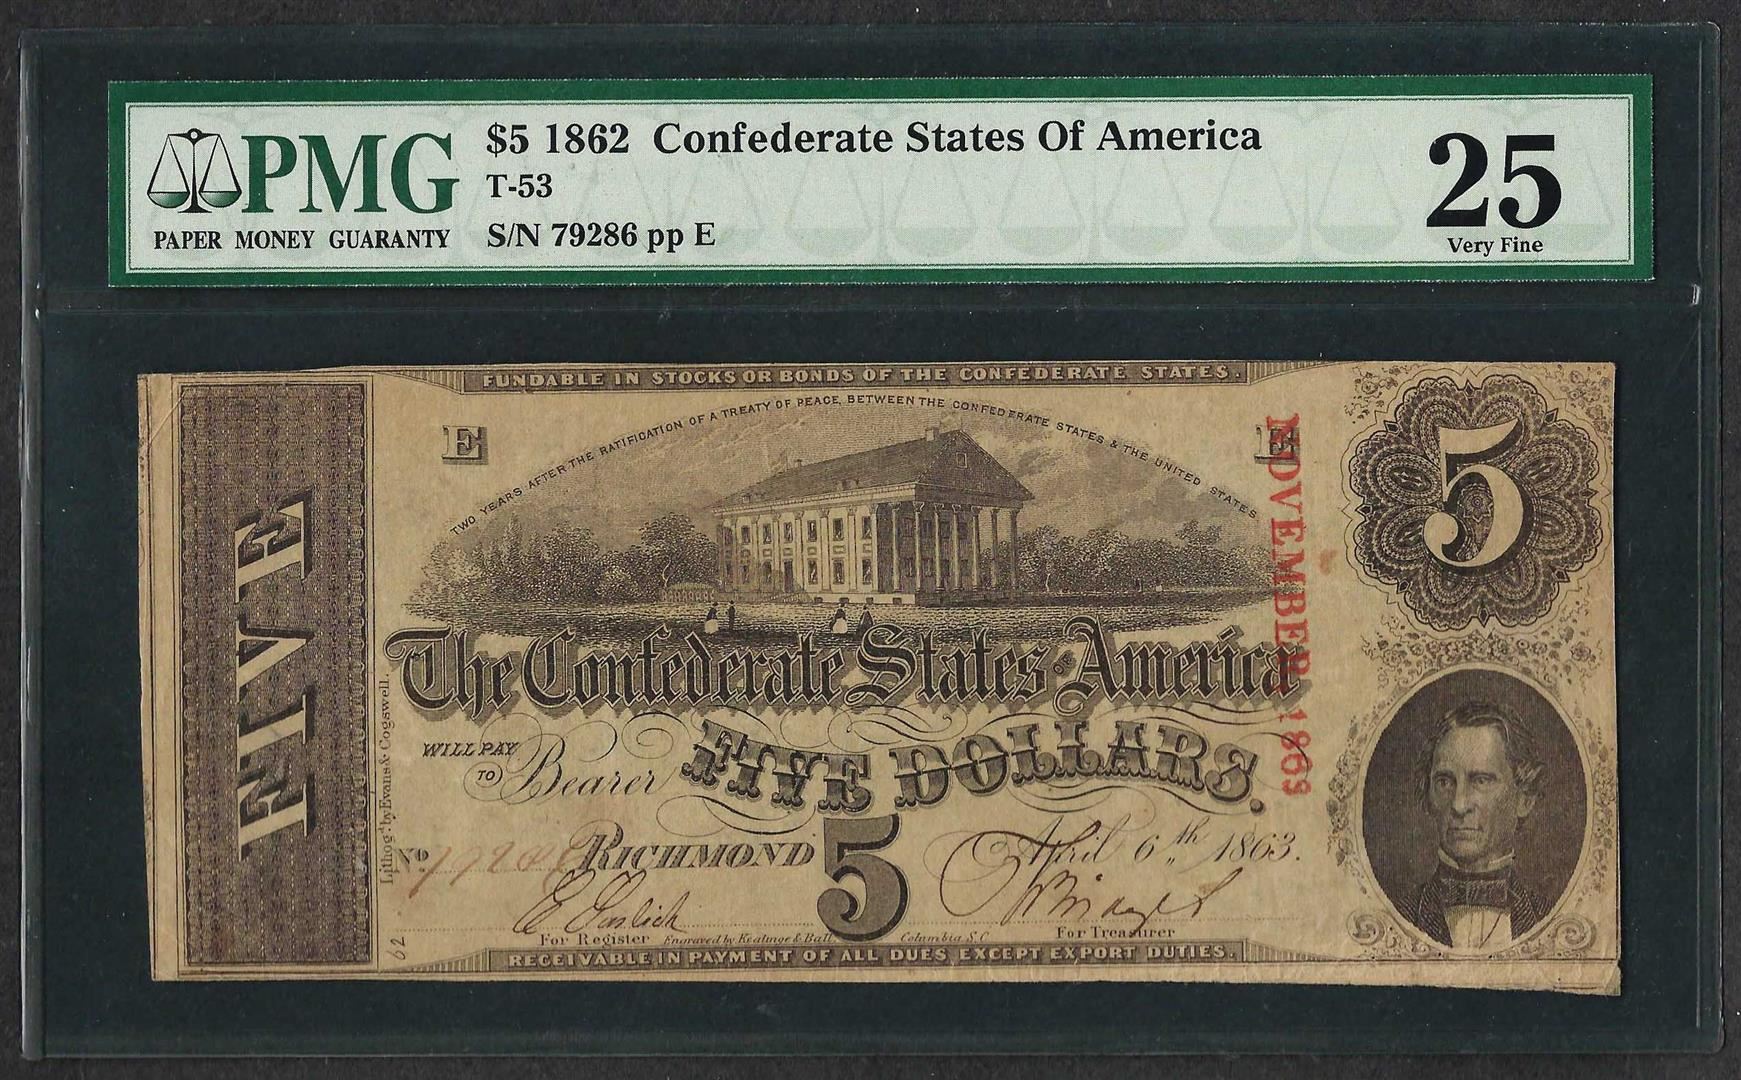 PMG
PAPER MONEY GUARANTY
$5 1862 Confederate States Of America
T-53
S/N 79286 pp E
25
Very Fine
FUNDABLE IN STOCKS OR BONDS OF THE CONFEDERATE STATES.
TWO YEARS AFTER THE RATIFICATION OF A TREATY OF PEACE, BETWEEN THE CONFEDERATE STATES & THE UNITED STATES
E
E
NOVEMBER 1863
5
FIVE
The Confederate States OF America
WILL PAY TO Bearer FIVE DOLLARS.
Lithog'd by Evans & Cogswell.
No 79286 RICHMOND 5 April 6th 1863.
For Register
Engraved by Keatinge & Ball
Columbia S.C
For Treasurer
62
RECEIVABLE IN PAYMENT OF ALL DUES EXCEPT EXPORT DUTIES.